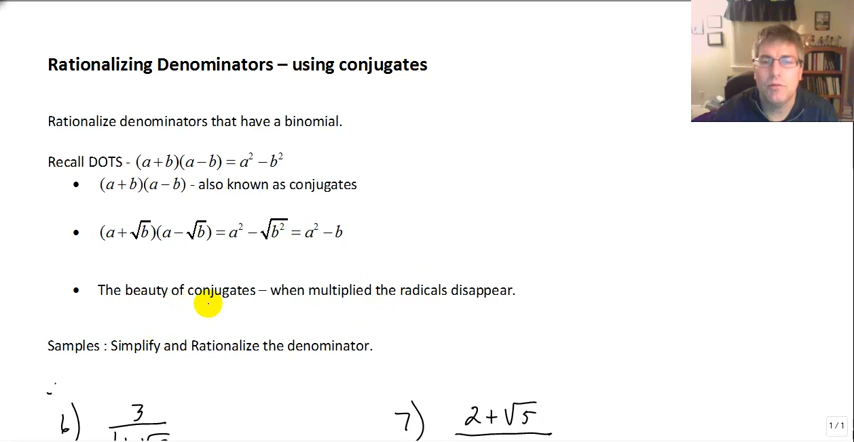 Rationalizing Denominators – using conjugates
Rationalize denominators that have a binomial.
Recall DOTS - (a+b)(a−b) = a² − b²
• (a+b)(a−b) - also known as conjugates
• (a+√b)(a−√b) = a² − √b² = a² − b
• The beauty of conjugates – when multiplied the radicals disappear.
Samples : Simplify and Rationalize the denominator.
6) 3
7) 2+√5
1/1